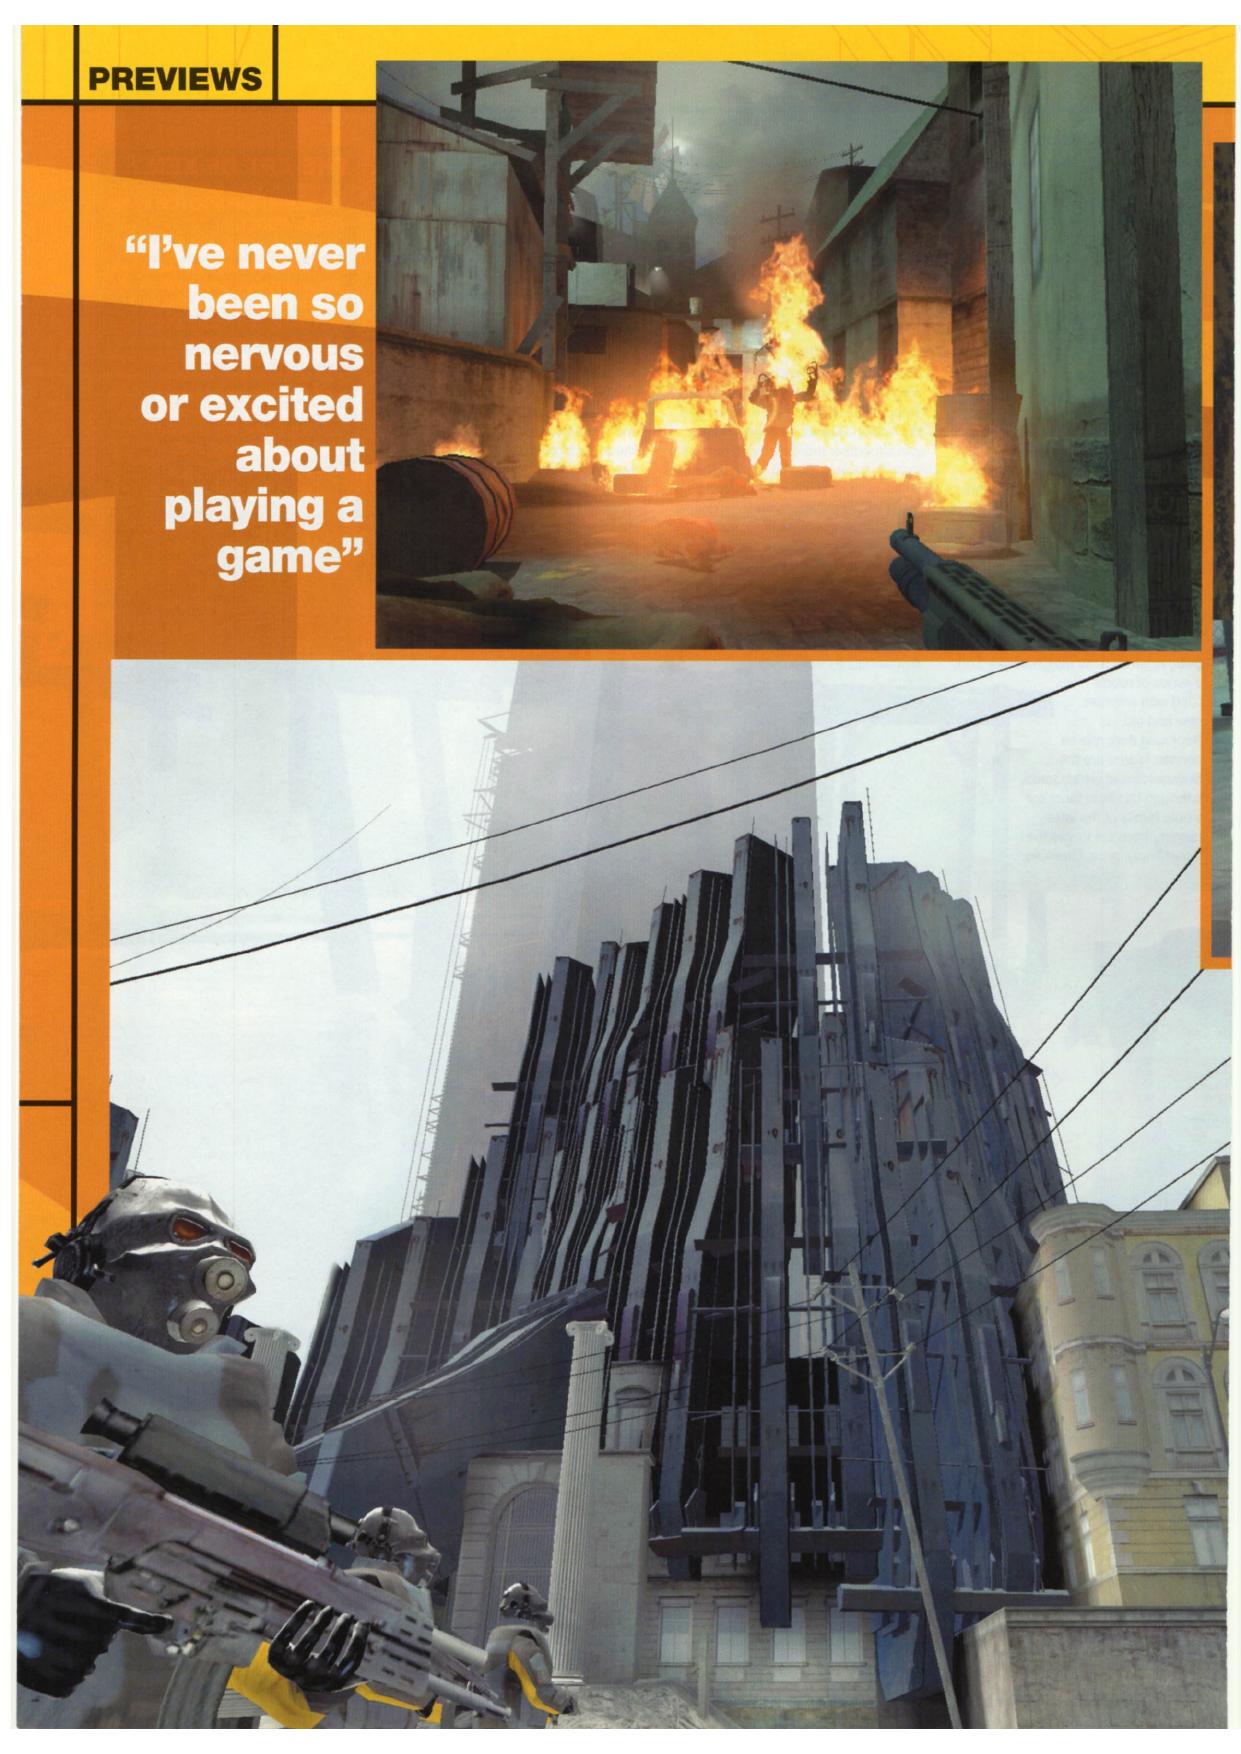 PREVIEWS
“I’ve never
been so
nervous
or excited
about
playing a
game”